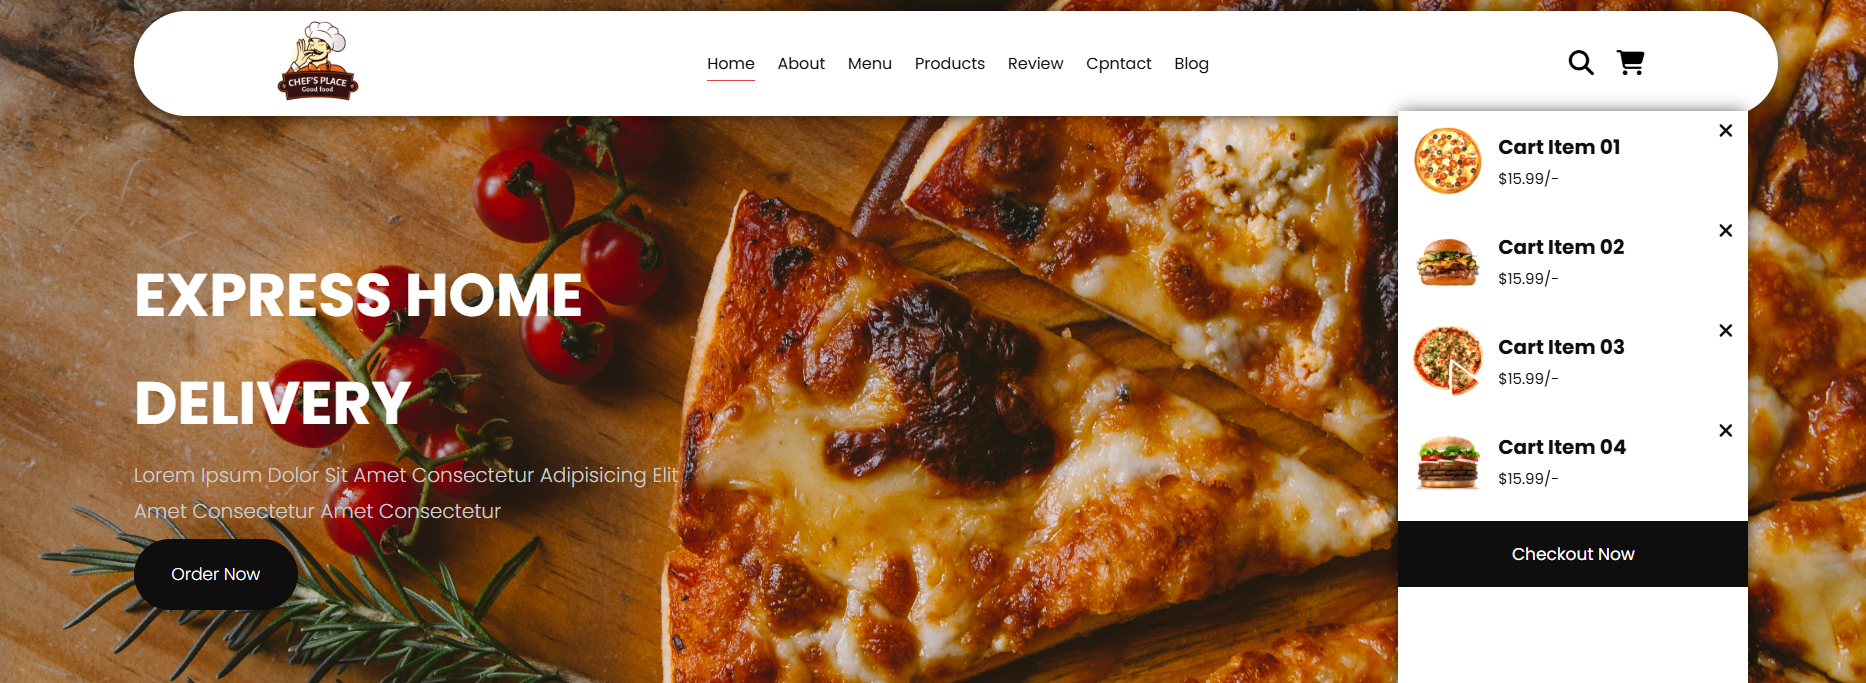 CHEF'S PLACE
Good food
Home About Menu Products Review Cpntact Blog
EXPRESS HOME
DELIVERY
Lorem Ipsum Dolor Sit Amet Consectetur Adipisicing Elit
Amet Consectetur Amet Consectetur
Order Now
Cart Item 01
$15.99/-
Cart Item 02
$15.99/-
Cart Item 03
$15.99/-
Cart Item 04
$15.99/-
Checkout Now